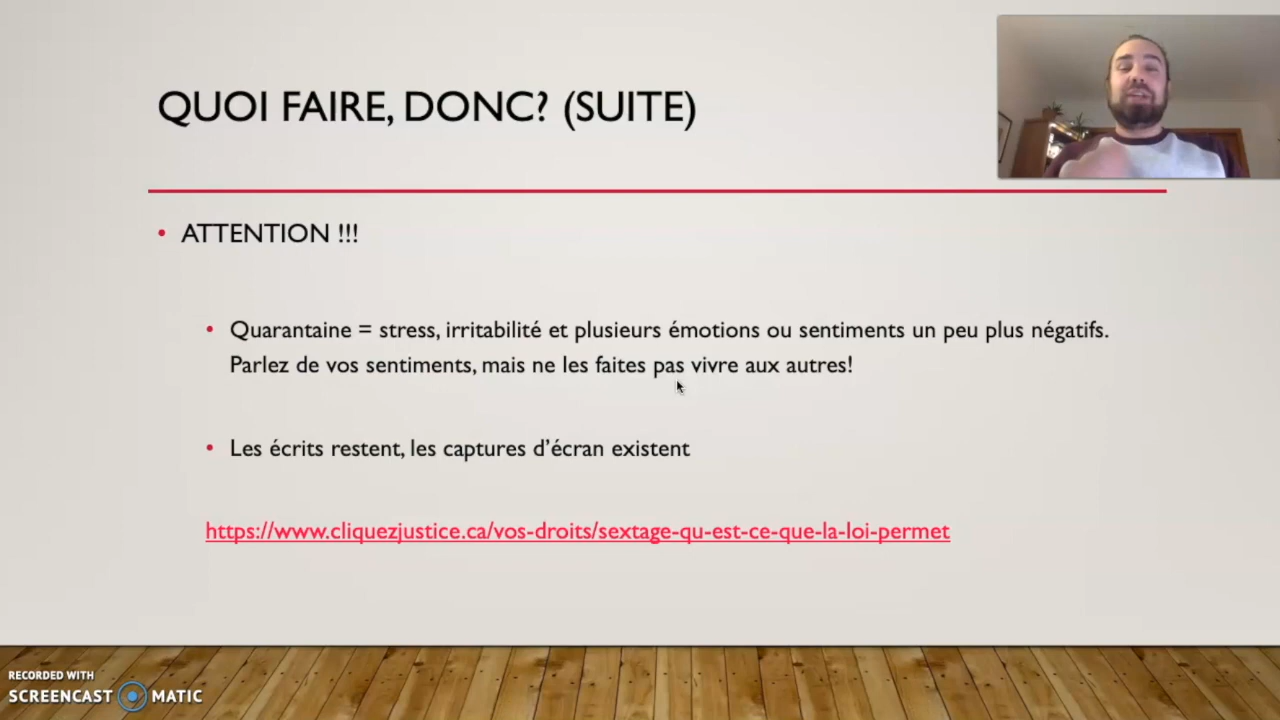 QUOI FAIRE, DONC? (SUITE)
• ATTENTION !!!
• Quarantaine = stress, irritabilité et plusieurs émotions ou sentiments un peu plus négatifs.
Parlez de vos sentiments, mais ne les faites pas vivre aux autres!
• Les écrits restent, les captures d’écran existent
https://www.cliquezjustice.ca/vos-droits/sextage-qu-est-ce-que-la-loi-permet
RECORDED WITH
SCREENCAST MATIC